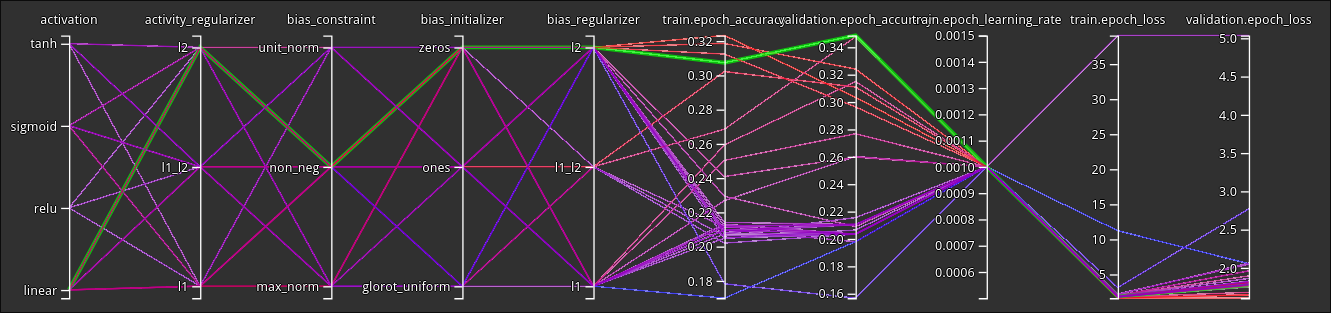 activation activity_regularizer bias_constraint bias_initializer bias_regularizer train.epoch_accuracy validation.epoch_accuracy train.epoch_learning_rate train.epoch_loss validation.epoch_loss
tanh
sigmoid
relu
linear
l2
l1_l2
l1
unit_norm
non_neg
max_norm
zeros
ones
glorot_uniform
l2
l1_l2
l1
0.32
0.30
0.28
0.26
0.24
0.22
0.20
0.18
0.34
0.32
0.30
0.28
0.26
0.24
0.22
0.20
0.18
0.16
0.0015
0.0014
0.0013
0.0012
0.0011
0.0010
0.0009
0.0008
0.0007
0.0006
35
30
25
20
15
10
5
5.0
4.5
4.0
3.5
3.0
2.5
2.0